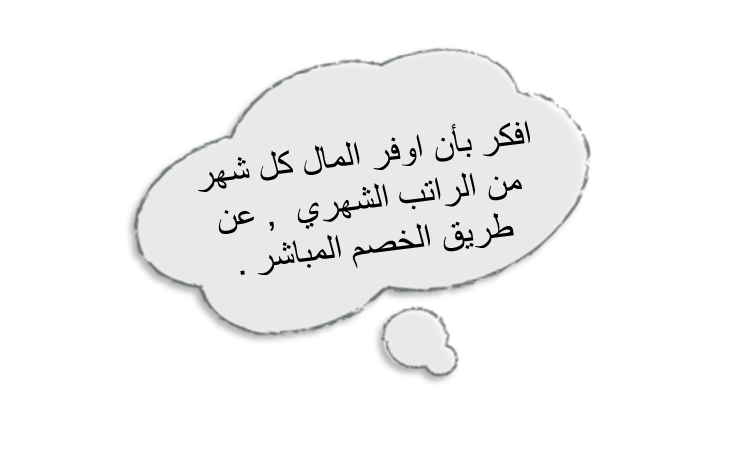 افكر بأن اوفر المال كل شهر
من الراتب الشهري , عن
طريق الخصم المباشر .